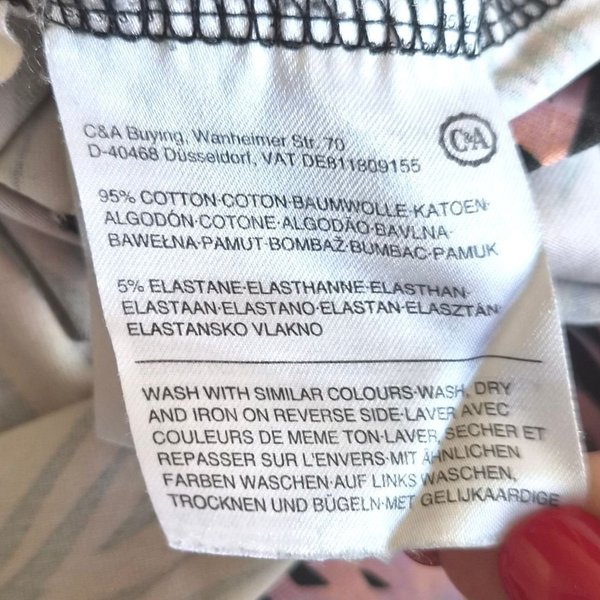 C&A Buying, Wanheimer Str. 70
D-40468 Düsseldorf, VAT DE811809155
C&A
95% COTTON·COTON·BAUMWOLLE·KATOEN·
ALGODÓN·COTONE·ALGODÃO·BAVLNA·
BAWEŁNA·PAMUT·BOMBAŽ·BUMBAC·PAMUK
5% ELASTANE·ELASTHANNE·ELASTHAN·
ELASTAAN·ELASTANO·ELASTAN·ELASZTÁN·
ELASTANSKO VLAKNO
WASH WITH SIMILAR COLOURS·WASH, DRY
AND IRON ON REVERSE SIDE·LAVER AVEC
COULEURS DE MEME TON·LAVER, SECHER ET
REPASSER SUR L'ENVERS·MIT ÄHNLICHEN
FARBEN WASCHEN·AUF LINKS WASCHEN,
TROCKNEN UND BÜGELN·MET GELIJKAARDIGE